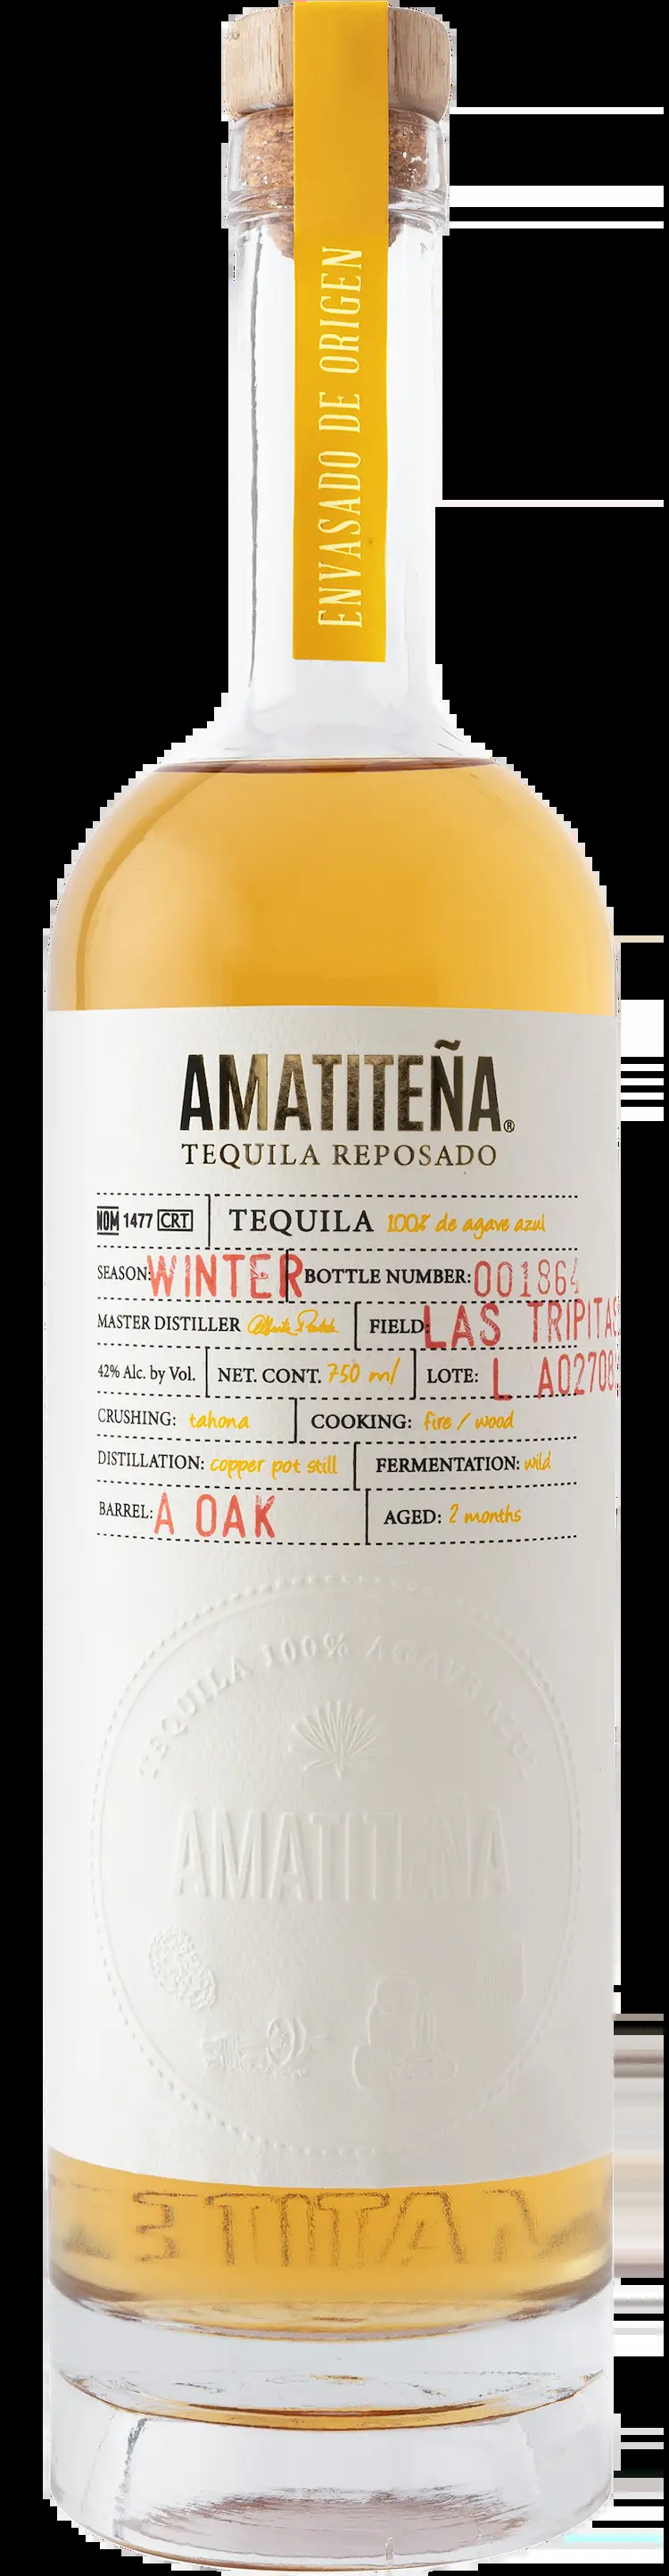 ENVASADO DE ORIGEN
AMATITEÑA®
TEQUILA REPOSADO
NOM 1477 CRT TEQUILA 100% de agave azul
SEASON: WINTER BOTTLE NUMBER: 001864
MASTER DISTILLER FIELD: LAS TRIPITAS
42% Alc. by Vol. NET. CONT. 750 ml LOTE: L A02708
CRUSHING: tahona COOKING: fire / wood
DISTILLATION: copper pot still FERMENTATION: wild
BARREL: A OAK AGED: 2 months
TEQUILA 100% AGAVE AZUL
AMATITEÑA